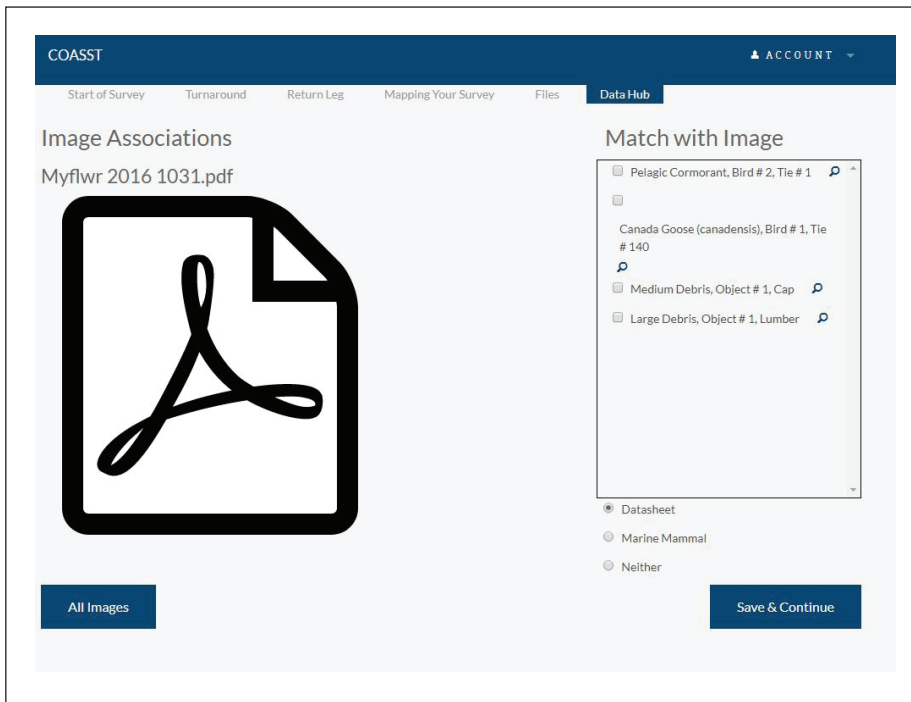 COASST
ACCOUNT
Start of Survey Turnaround Return Leg Mapping Your Survey Files Data Hub
Image Associations
Myflwr 2016 1031.pdf
Match with Image
Pelagic Cormorant, Bird # 2, Tie # 1
Canada Goose (canadensis), Bird # 1, Tie
# 140
Medium Debris, Object # 1, Cap
Large Debris, Object # 1, Lumber
Datasheet
Marine Mammal
Neither
All Images
Save & Continue